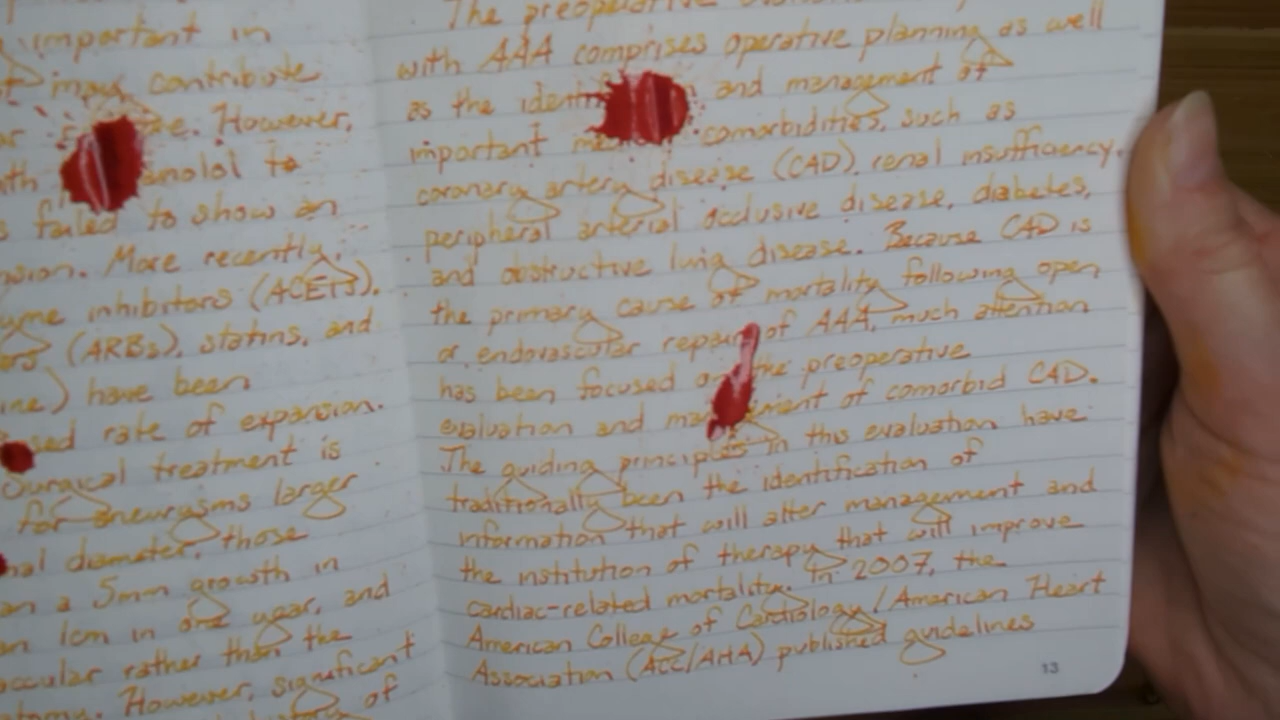 important in
may contribute
However,
to
failed to show an
More recently,
inhibitors (ACEIs).
(ARBs), statins, and
have been
rate of expansion.
Surgical treatment is
for aneurysms larger
diameter, those
a 5mm growth in
1cm in one year, and
rather than the
However, significant
of
The preoperative
with AAA comprises operative planning as well
as the and management of
important comorbidities, such as
coronary artery disease (CAD), renal insufficiency,
peripheral arterial occlusive disease, diabetes,
and obstructive lung disease. Because CAD is
the primary cause of mortality following open
or endovascular repair of AAA, much attention
has been focused on the preoperative
evaluation and management of comorbid CAD.
The guiding principles in this evaluation have
traditionally been the identification of
information that will alter management and
the institution of therapy that will improve
cardiac-related mortality. In 2007, the
American College of Cardiology / American Heart
Association (ACC/AHA) published guidelines
13